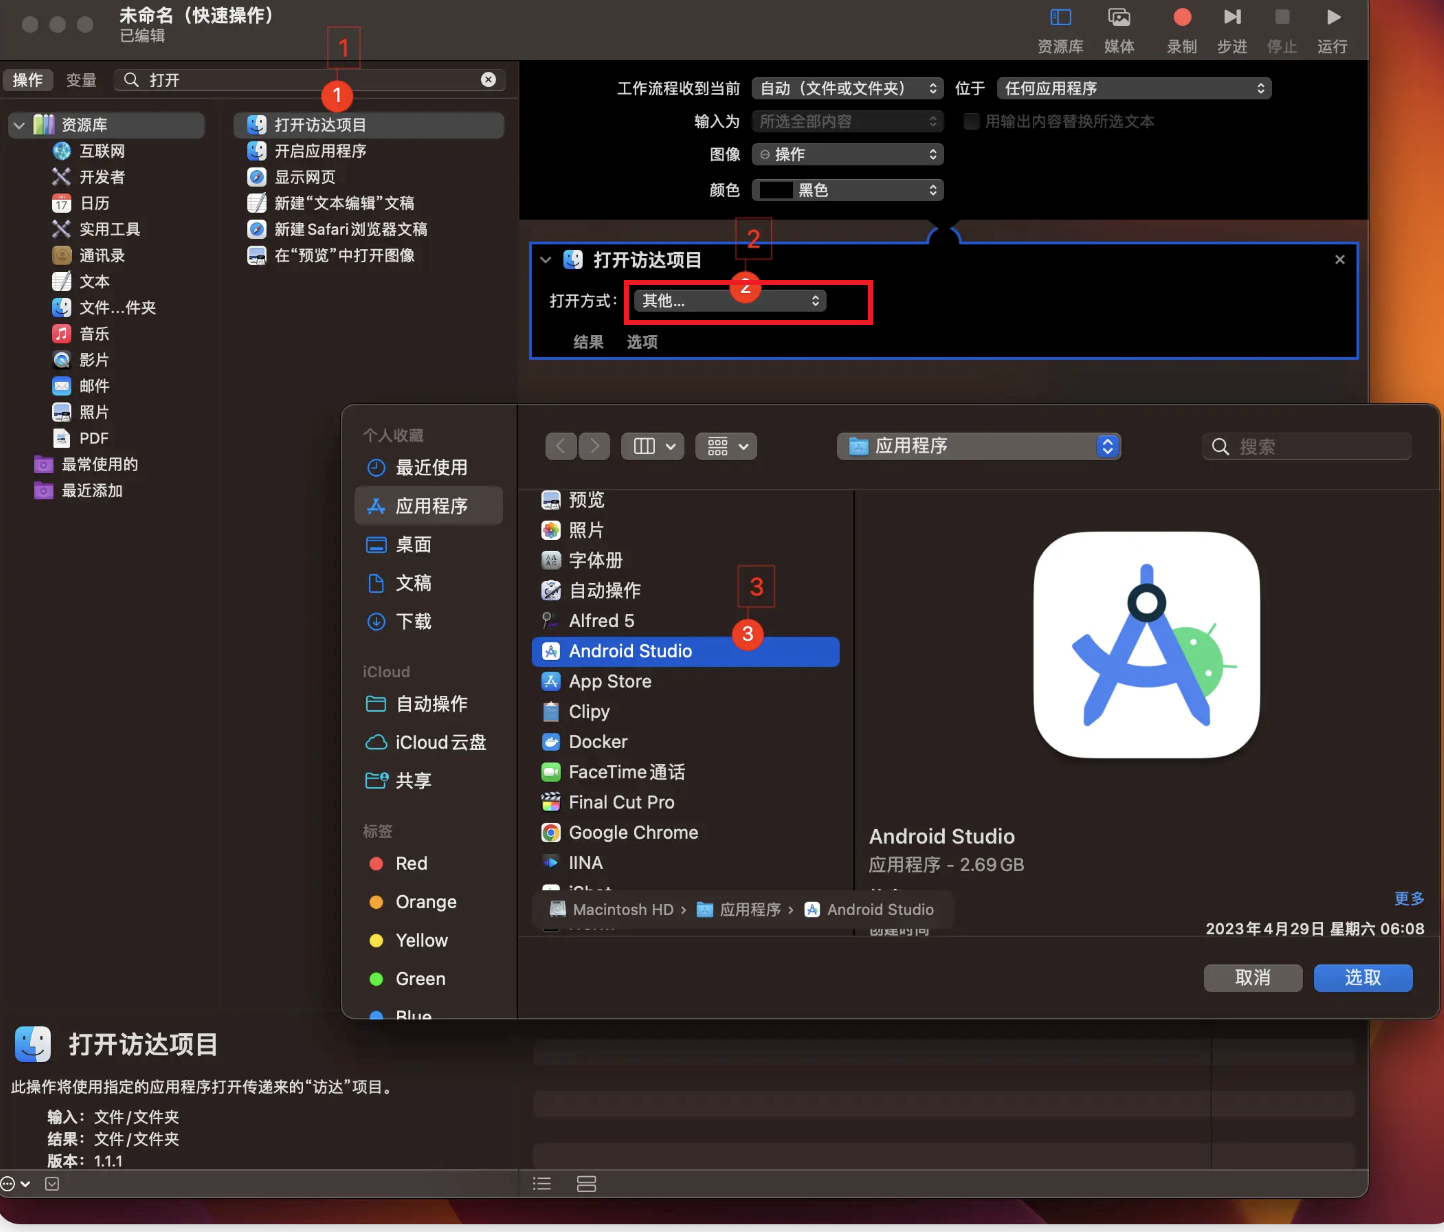 未命名（快速操作）
已编辑
资源库
媒体
录制
步进
停止
运行
1
1
操作
变量
打开
资源库
互联网
开发者
17
日历
实用工具
通讯录
文本
文件...件夹
音乐
影片
邮件
照片
PDF
最常使用的
最近添加
打开访达项目
开启应用程序
显示网页
新建“文本编辑”文稿
新建Safari浏览器文稿
在“预览”中打开图像
工作流程收到当前
自动（文件或文件夹）
位于
任何应用程序
输入为
所选全部内容
用输出内容替换所选文本
图像
操作
颜色
黑色
2
打开访达项目
2
打开方式：
其他...
结果
选项
个人收藏
最近使用
应用程序
桌面
文稿
下载
iCloud
自动操作
iCloud云盘
共享
标签
Red
Orange
Yellow
Green
Blue
应用程序
搜索
预览
照片
字体册
自动操作
3
Alfred 5
3
Android Studio
App Store
Clipy
Docker
FaceTime通话
Final Cut Pro
Google Chrome
IINA
Android Studio
应用程序 - 2.69 GB
更多
Macintosh HD › 应用程序 › Android Studio
创建时间
2023年4月29日 星期六 06:08
取消
选取
打开访达项目
此操作将使用指定的应用程序打开传递来的“访达”项目。
输入：文件/文件夹
结果：文件/文件夹
版本：1.1.1